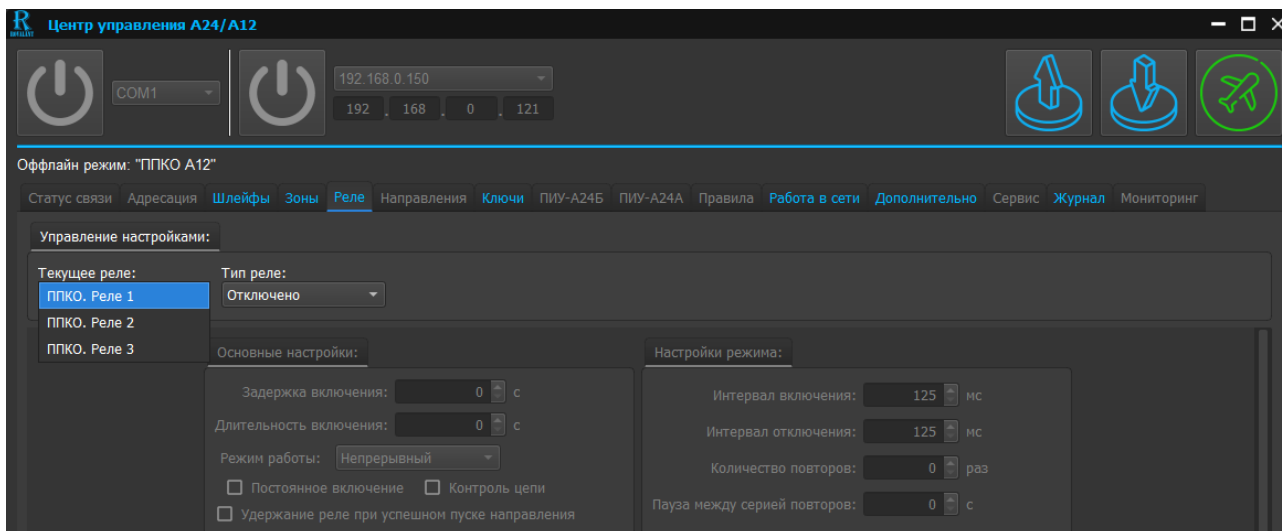 R
ROVALANT
Центр управления A24/A12
COM1
192.168.0.150
192 . 168 . 0 . 121
Оффлайн режим: "ППКО А12"
Статус связи Адресация Шлейфы Зоны Реле Направления Ключи ПИУ-А24Б ПИУ-А24А Правила Работа в сети Дополнительно Сервис Журнал Мониторинг
Управление настройками:
Текущее реле: Тип реле:
ППКО. Реле 1 Отключено
ППКО. Реле 2
ППКО. Реле 3
Основные настройки: Настройки режима:
Задержка включения: 0 с Интервал включения: 125 мс
Длительность включения: 0 с Интервал отключения: 125 мс
Режим работы: Непрерывный Количество повторов: 0 раз
Постоянное включение Контроль цепи Пауза между серией повторов: 0 с
Удержание реле при успешном пуске направления